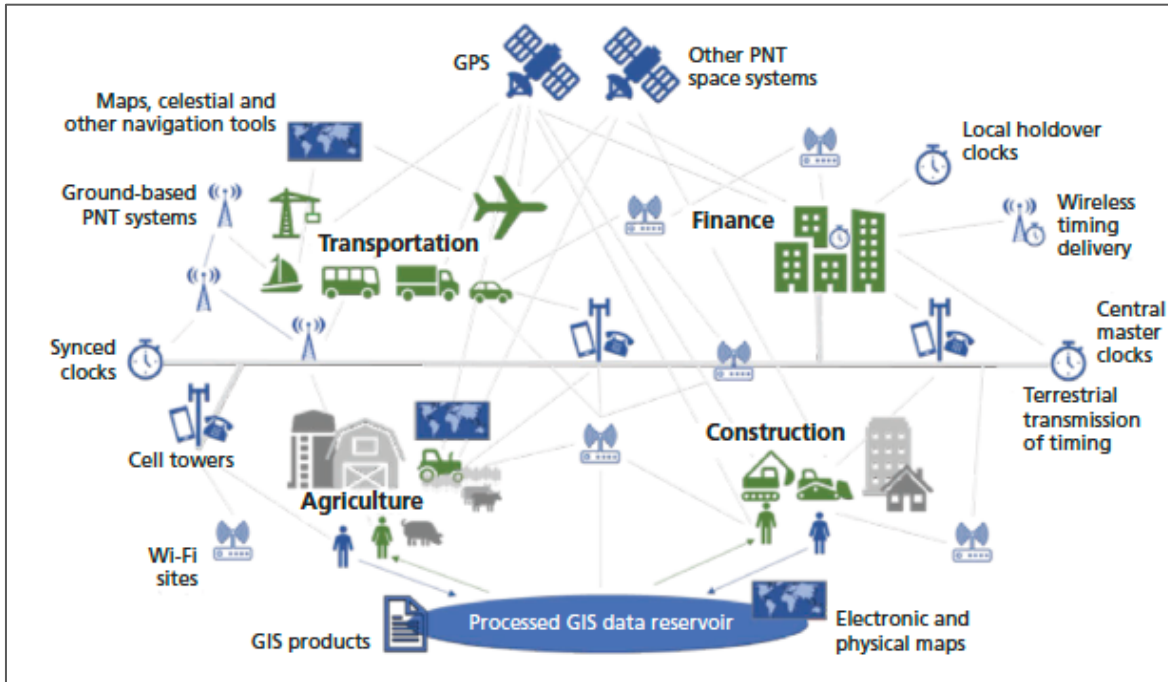 GPS
Other PNT
space systems
Maps, celestial and
other navigation tools
Local holdover
clocks
Ground-based
PNT systems
Transportation
Finance
Wireless
timing
delivery
Synced
clocks
Central
master
clocks
Terrestrial
transmission
of timing
Cell towers
Construction
Agriculture
Wi-Fi
sites
GIS products
Processed GIS data reservoir
Electronic and
physical maps